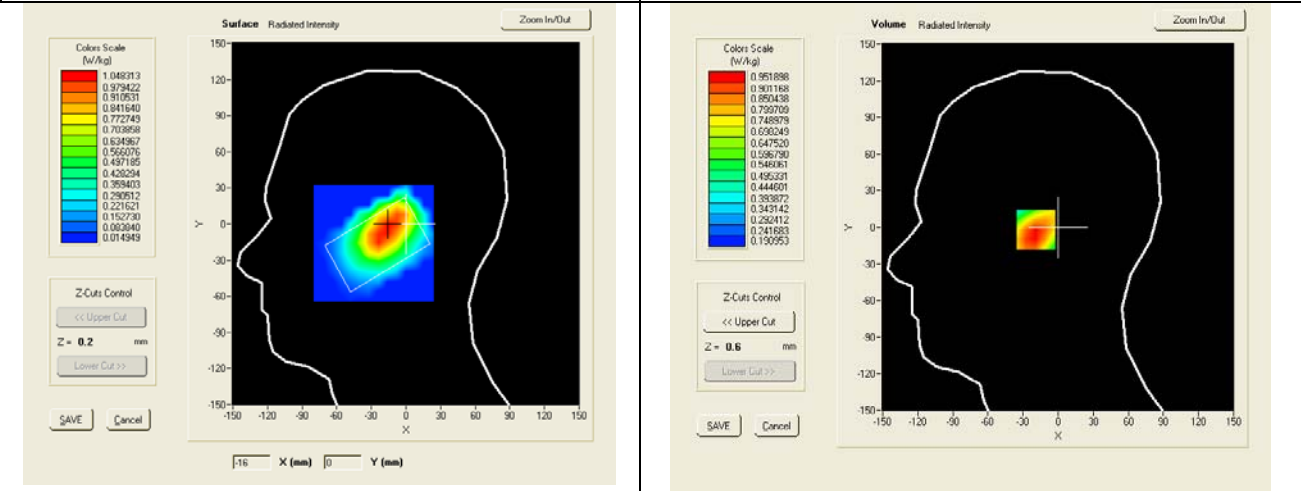 Surface Radiated Intensity
Zoom In/Out
Colors Scale
(W/kg)
1.048313
0.979422
0.910531
0.841640
0.772749
0.703858
0.634967
0.566076
0.497185
0.428294
0.359403
0.290512
0.221621
0.152730
0.083840
0.014949
150
120
90
60
30
0
-30
-60
-90
-120
-150
Y
-150 -120 -90 -60 -30 0 30 60 90 120 150
X
Z-Cuts Control
<< Upper Cut
Z = 0.2 mm
Lower Cut >>
SAVE Cancel
-16 X (mm) 0 Y (mm)
Volume Radiated Intensity
Zoom In/Out
Colors Scale
(W/kg)
0.951898
0.901168
0.850438
0.799709
0.748979
0.698249
0.647520
0.596790
0.546061
0.495331
0.444601
0.393872
0.343142
0.292412
0.241683
0.190953
150
120
90
60
30
0
-30
-60
-90
-120
-150
Y
-150 -120 -90 -60 -30 0 30 60 90 120 150
X
Z-Cuts Control
<< Upper Cut
Z = 0.6 mm
Lower Cut >>
SAVE Cancel